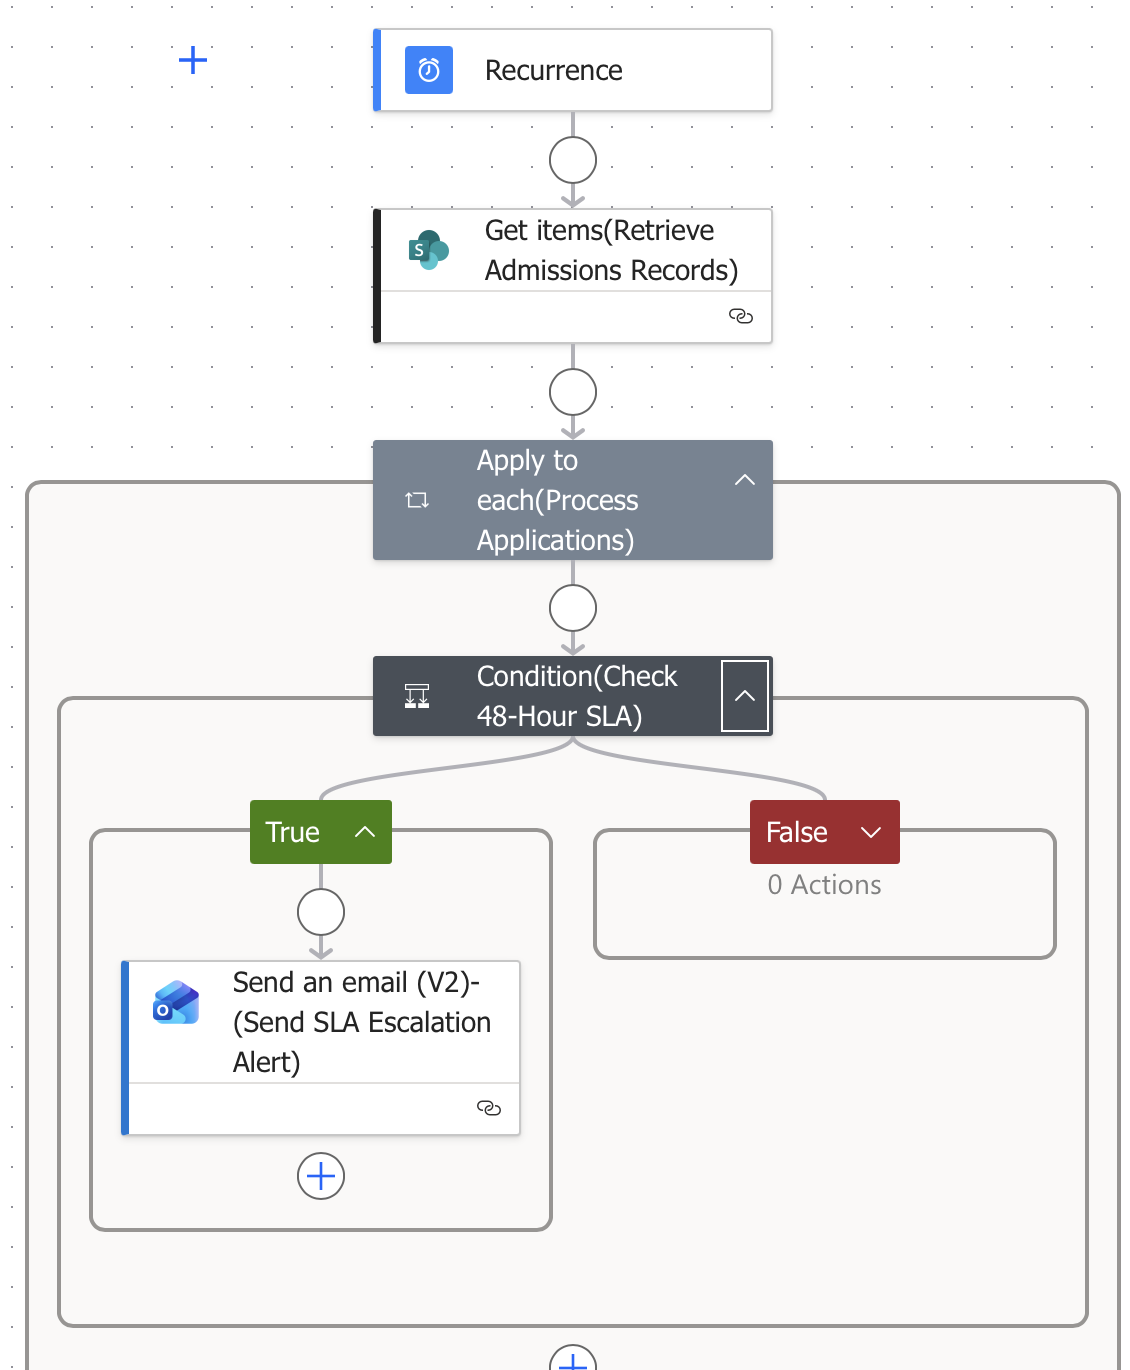 Recurrence
Get items(Retrieve
Admissions Records)
Apply to
each(Process
Applications)
Condition(Check
48-Hour SLA)
True
False
0 Actions
Send an email (V2)-
(Send SLA Escalation
Alert)